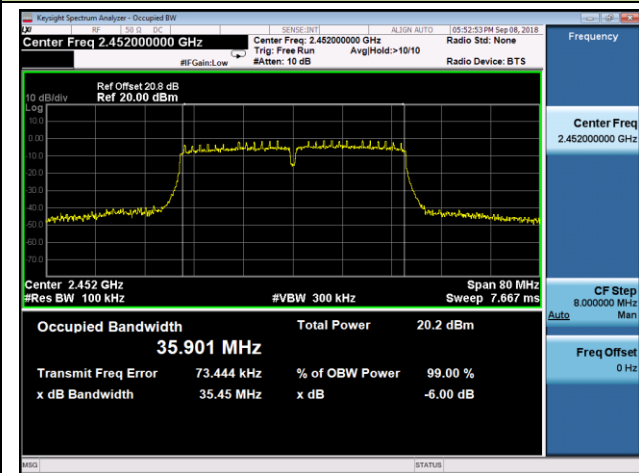 Keysight Spectrum Analyzer - Occupied BW
RF 50 Ω DC SENSE:INT ALIGN AUTO 05:52:53 PM Sep 08, 2018
Center Freq 2.452000000 GHz
Center Freq: 2.452000000 GHz Radio Std: None
Trig: Free Run Avg|Hold:>10/10
#IFGain:Low #Atten: 10 dB Radio Device: BTS
Ref Offset 20.8 dB
10 dB/div Ref 20.00 dBm
Log
10.0
0.00
-10.0
-20.0
-30.0
-40.0
-50.0
-60.0
-70.0
Center 2.452 GHz Span 80 MHz
#Res BW 100 kHz #VBW 300 kHz Sweep 7.667 ms
Occupied Bandwidth Total Power 20.2 dBm
35.901 MHz
Transmit Freq Error 73.444 kHz % of OBW Power 99.00 %
x dB Bandwidth 35.45 MHz x dB -6.00 dB
Frequency
Center Freq
2.452000000 GHz
CF Step
8.000000 MHz
Auto Man
Freq Offset
0 Hz
MSG STATUS